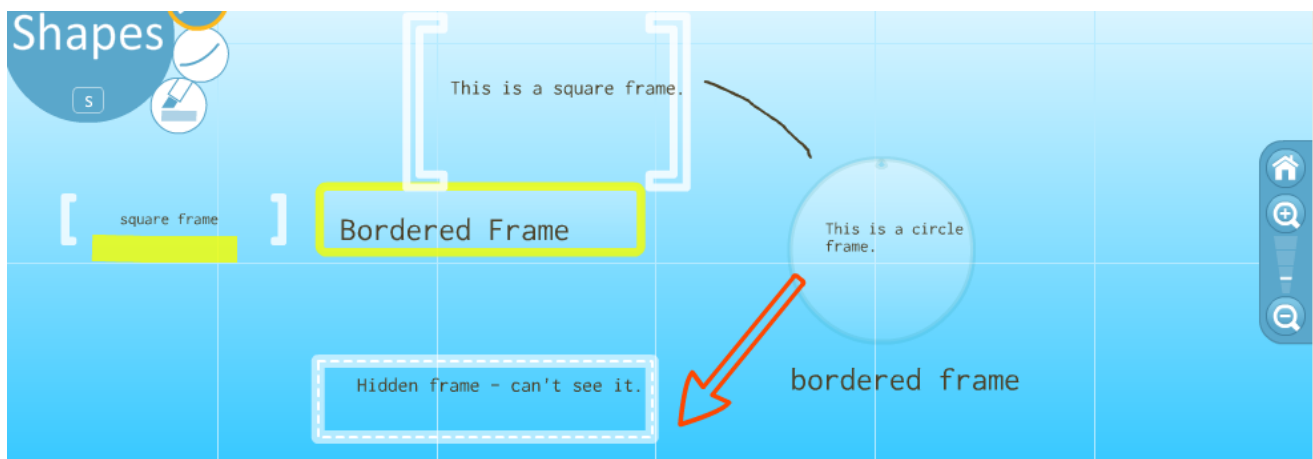 Shapes
S
This is a square frame.
square frame
Bordered Frame
This is a circle
frame.
Hidden frame - can't see it.
bordered frame